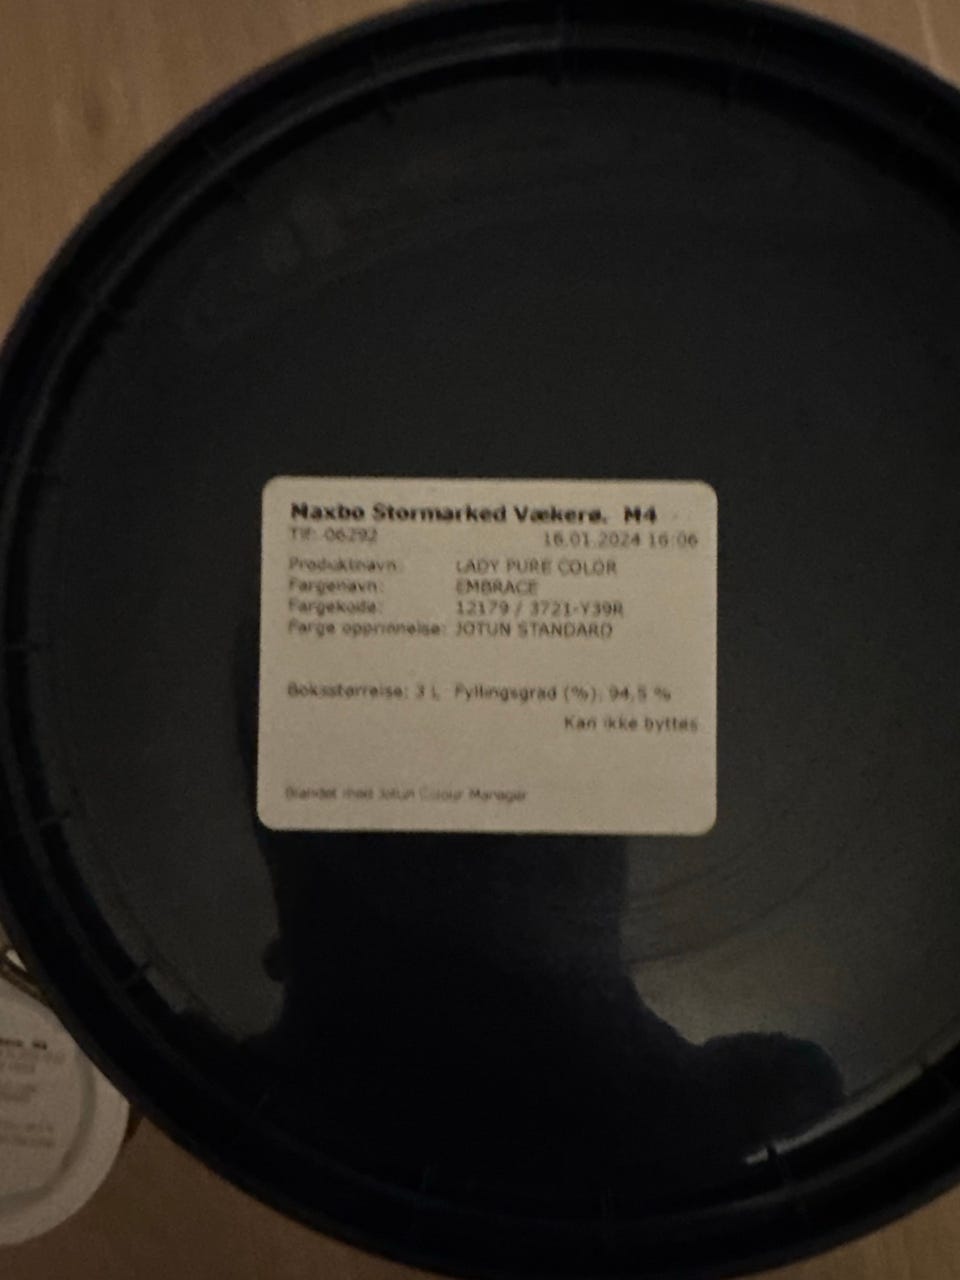 Maxbo Stormarked Vækerø, M4
Tlf: 06292
16.01.2024 16:06
Produktnavn: LADY PURE COLOR
Fargenavn: EMBRACE
Fargekode: 12179 / 3721-Y39R
Farge opprinnelse: JOTUN STANDARD
Boksstørrelse: 3 L Fyllingsgrad (%): 94,5 %
Kan ikke byttes
Blandet med Jotun Colour Manager